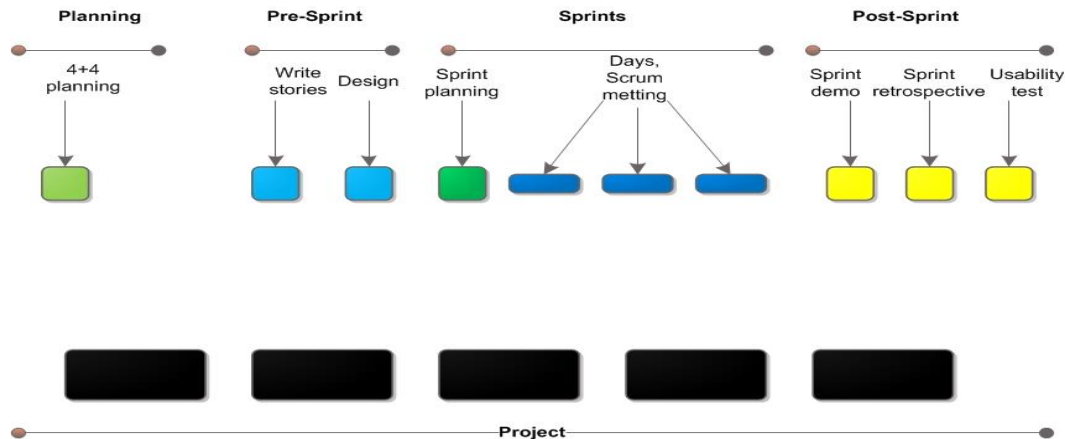 Planning
Pre-Sprint
Sprints
Post-Sprint
4+4
planning
Write
stories
Design
Sprint
planning
Days,
Scrum
metting
Sprint
demo
Sprint
retrospective
Usability
test
Project